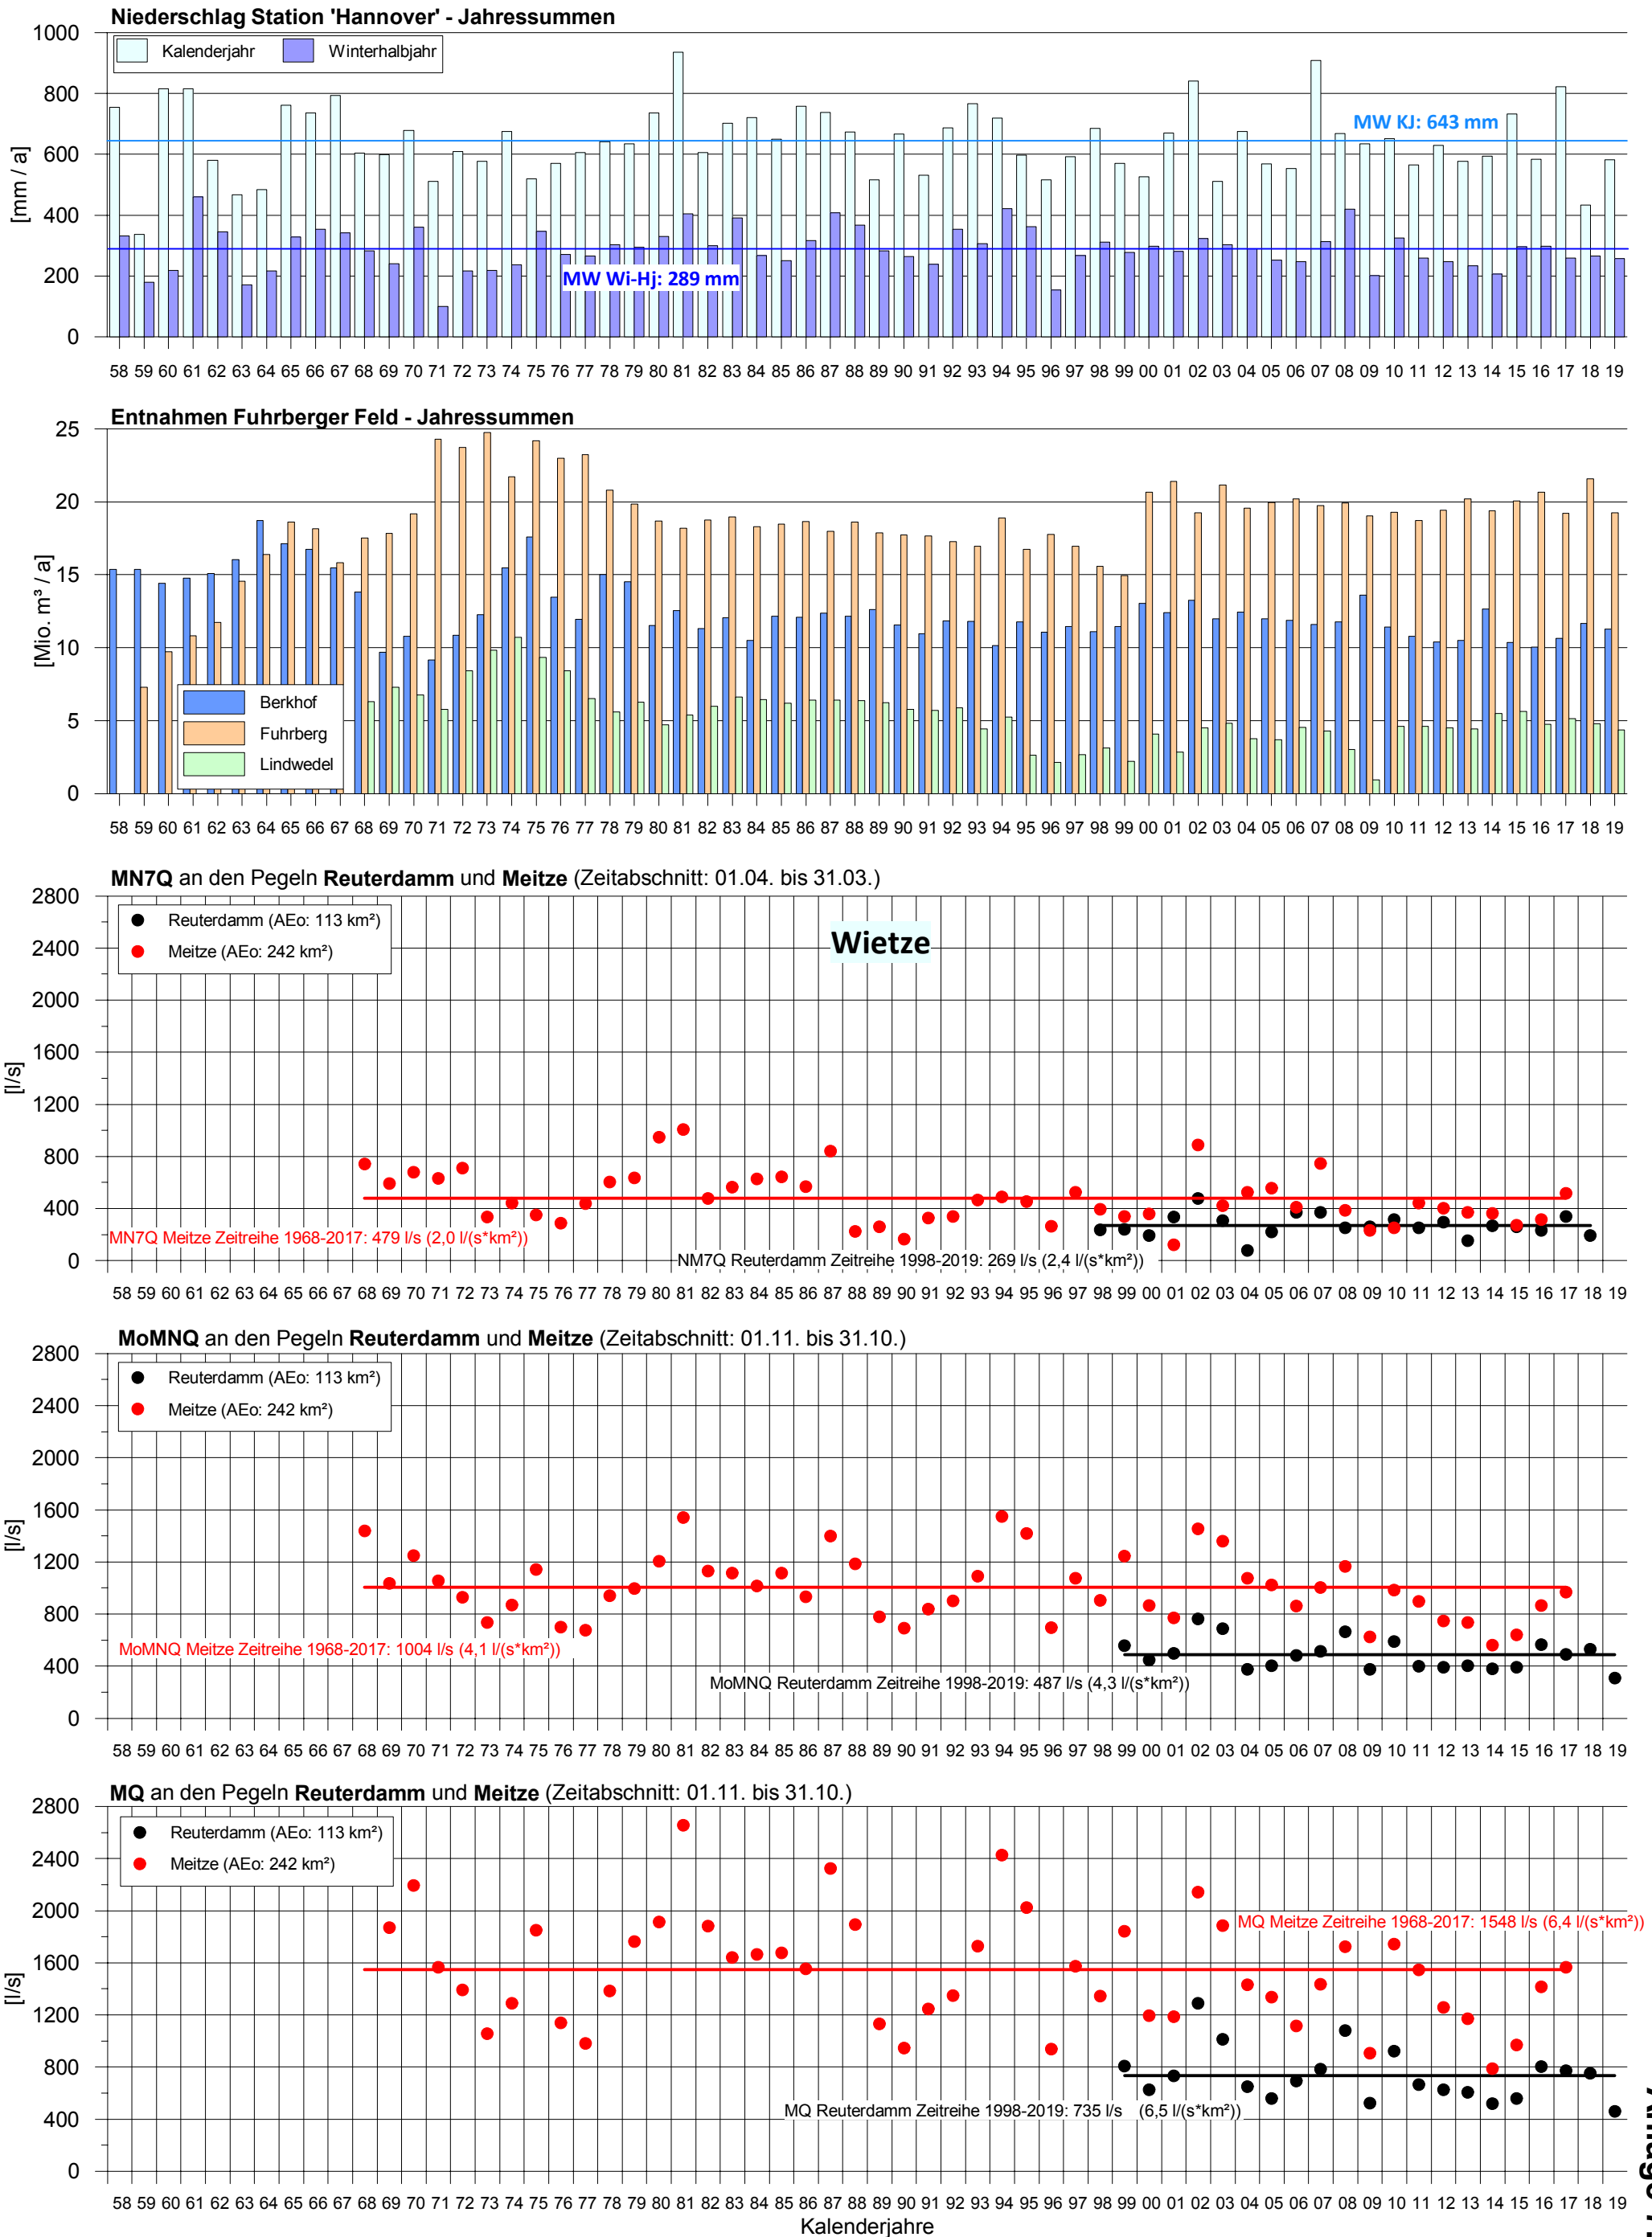 Niederschlag Station 'Hannover' - Jahressummen
1000
800
600
400
200
0
[mm / a]
Kalenderjahr Winterhalbjahr
MW KJ: 643 mm
MW Wi-Hj: 289 mm
58 59 60 61 62 63 64 65 66 67 68 69 70 71 72 73 74 75 76 77 78 79 80 81 82 83 84 85 86 87 88 89 90 91 92 93 94 95 96 97 98 99 00 01 02 03 04 05 06 07 08 09 10 11 12 13 14 15 16 17 18 19
Entnahmen Fuhrberger Feld - Jahressummen
25
20
15
10
5
0
[Mio. m³ / a]
Berkhof
Fuhrberg
Lindwedel
58 59 60 61 62 63 64 65 66 67 68 69 70 71 72 73 74 75 76 77 78 79 80 81 82 83 84 85 86 87 88 89 90 91 92 93 94 95 96 97 98 99 00 01 02 03 04 05 06 07 08 09 10 11 12 13 14 15 16 17 18 19
MN7Q an den Pegeln Reuterdamm und Meitze (Zeitabschnitt: 01.04. bis 31.03.)
2800
2400
2000
1600
1200
800
400
0
[l/s]
Reuterdamm (AEo: 113 km²)
Meitze (AEo: 242 km²)
Wietze
MN7Q Meitze Zeitreihe 1968-2017: 479 l/s (2,0 l/(s*km²))
NM7Q Reuterdamm Zeitreihe 1998-2019: 269 l/s (2,4 l/(s*km²))
58 59 60 61 62 63 64 65 66 67 68 69 70 71 72 73 74 75 76 77 78 79 80 81 82 83 84 85 86 87 88 89 90 91 92 93 94 95 96 97 98 99 00 01 02 03 04 05 06 07 08 09 10 11 12 13 14 15 16 17 18 19
MoMNQ an den Pegeln Reuterdamm und Meitze (Zeitabschnitt: 01.11. bis 31.10.)
2800
2400
2000
1600
1200
800
400
0
[l/s]
Reuterdamm (AEo: 113 km²)
Meitze (AEo: 242 km²)
MoMNQ Meitze Zeitreihe 1968-2017: 1004 l/s (4,1 l/(s*km²))
MoMNQ Reuterdamm Zeitreihe 1998-2019: 487 l/s (4,3 l/(s*km²))
58 59 60 61 62 63 64 65 66 67 68 69 70 71 72 73 74 75 76 77 78 79 80 81 82 83 84 85 86 87 88 89 90 91 92 93 94 95 96 97 98 99 00 01 02 03 04 05 06 07 08 09 10 11 12 13 14 15 16 17 18 19
MQ an den Pegeln Reuterdamm und Meitze (Zeitabschnitt: 01.11. bis 31.10.)
2800
2400
2000
1600
1200
800
400
0
[l/s]
Reuterdamm (AEo: 113 km²)
Meitze (AEo: 242 km²)
MQ Meitze Zeitreihe 1968-2017: 1548 l/s (6,4 l/(s*km²))
MQ Reuterdamm Zeitreihe 1998-2019: 735 l/s (6,5 l/(s*km²))
58 59 60 61 62 63 64 65 66 67 68 69 70 71 72 73 74 75 76 77 78 79 80 81 82 83 84 85 86 87 88 89 90 91 92 93 94 95 96 97 98 99 00 01 02 03 04 05 06 07 08 09 10 11 12 13 14 15 16 17 18 19
Kalenderjahre